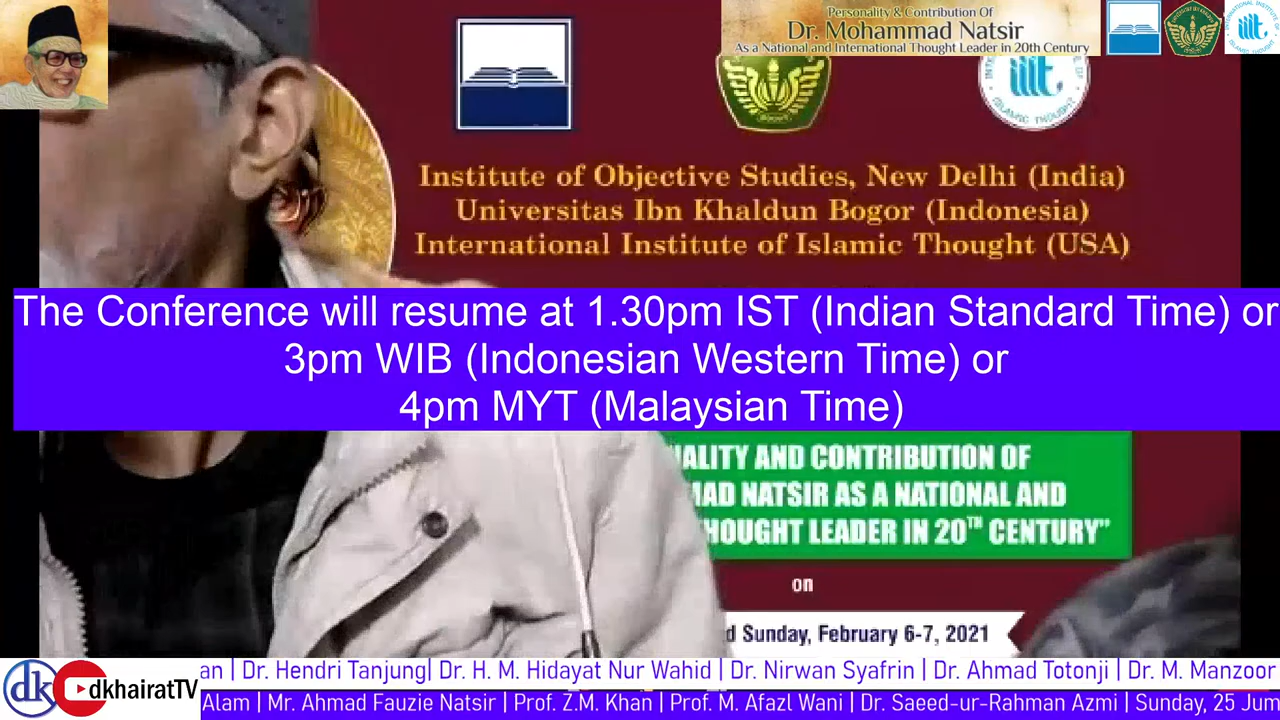 Personality & Contribution Of
Dr. Mohammad Natsir
As a National and International Thought Leader in 20th Century
Institute of Objective Studies, New Delhi (India)
Universitas Ibn Khaldun Bogor (Indonesia)
International Institute of Islamic Thought (USA)
The Conference will resume at 1.30pm IST (Indian Standard Time) or
3pm WIB (Indonesian Western Time) or
4pm MYT (Malaysian Time)
ALITY AND CONTRIBUTION OF
AD NATSIR AS A NATIONAL AND
HOUGHT LEADER IN 20TH CENTURY"
on
d Sunday, February 6-7, 2021
dk dkhairatTV
an | Dr. Hendri Tanjung| Dr. H. M. Hidayat Nur Wahid | Dr. Nirwan Syafrin | Dr. Ahmad Totonji | Dr. M. Manzoor
Alam | Mr. Ahmad Fauzie Natsir | Prof. Z.M. Khan | Prof. M. Afazl Wani | Dr. Saeed-ur-Rahman Azmi | Sunday, 25 Jum